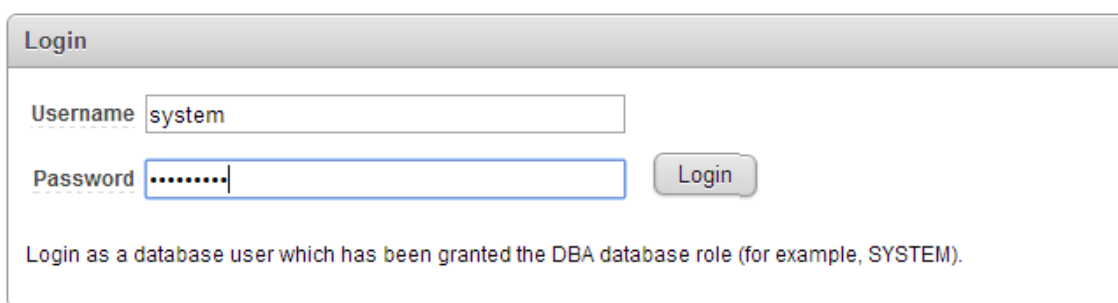 Login
Username system
Password •••••••••
Login
Login as a database user which has been granted the DBA database role (for example, SYSTEM).